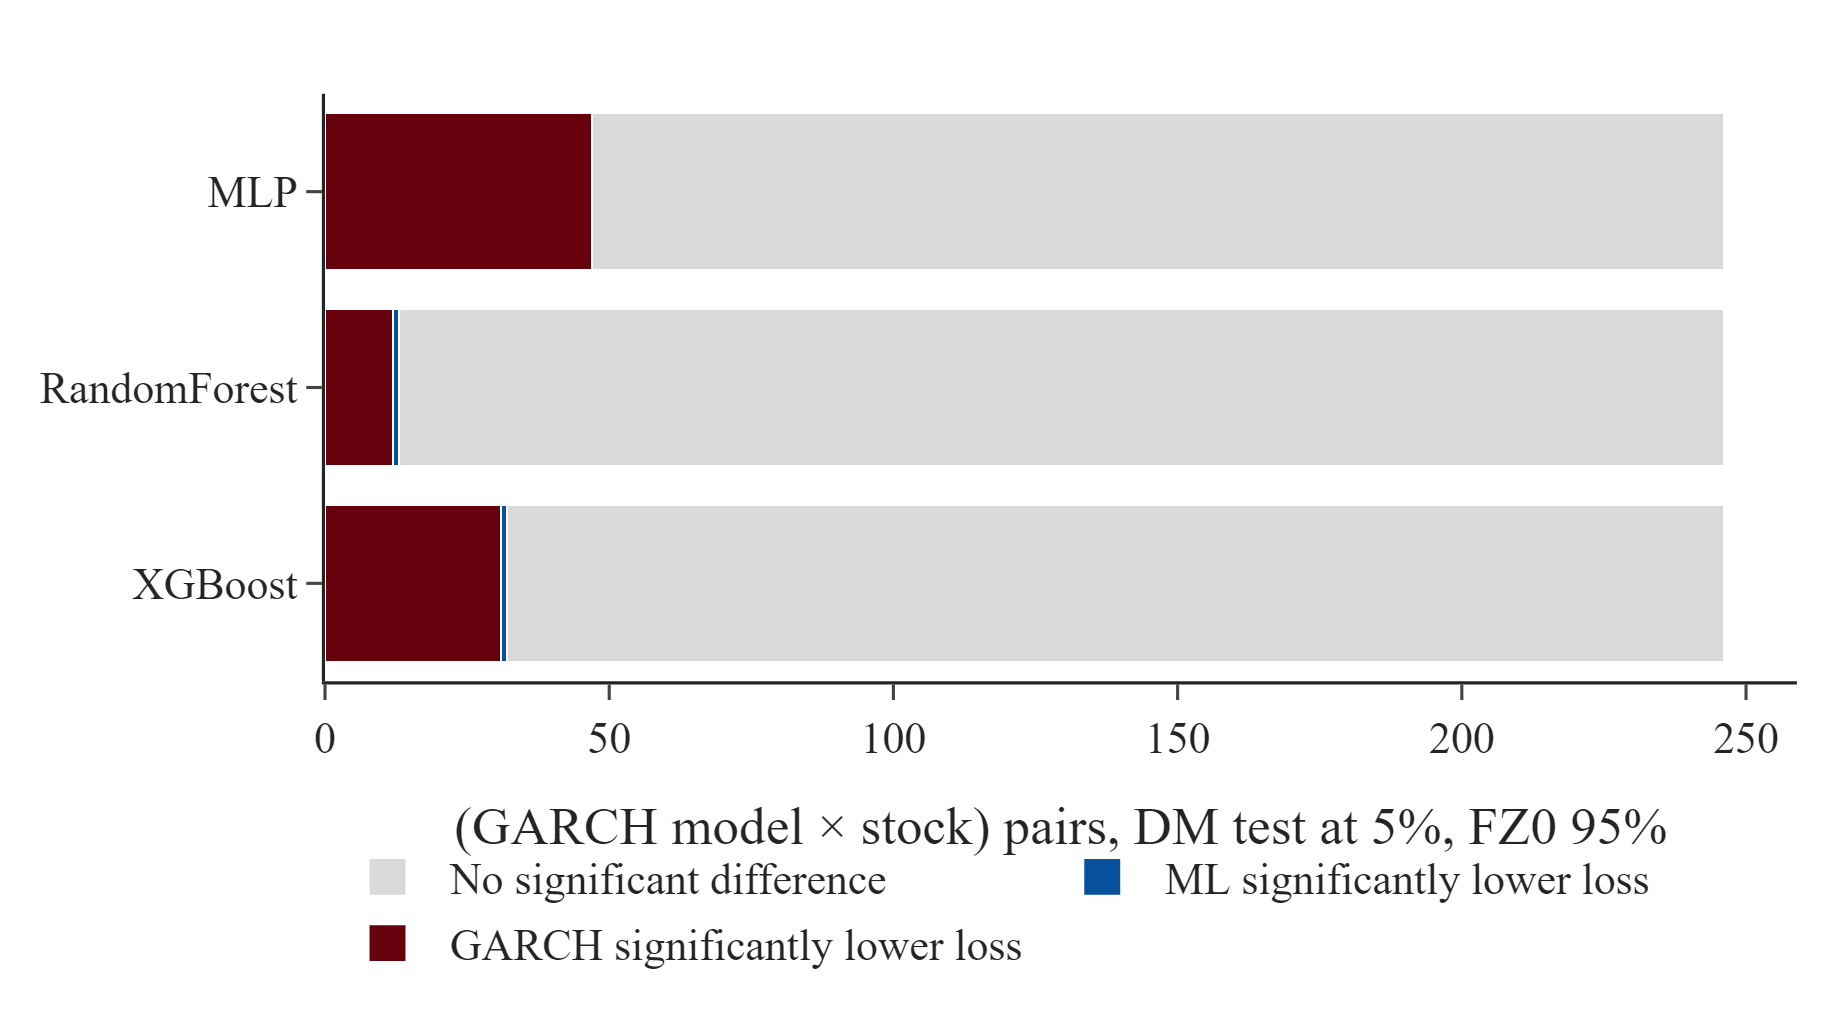 MLP
RandomForest
XGBoost
0 50 100 150 200 250
(GARCH model × stock) pairs, DM test at 5%, FZ0 95%
No significant difference ML significantly lower loss
GARCH significantly lower loss